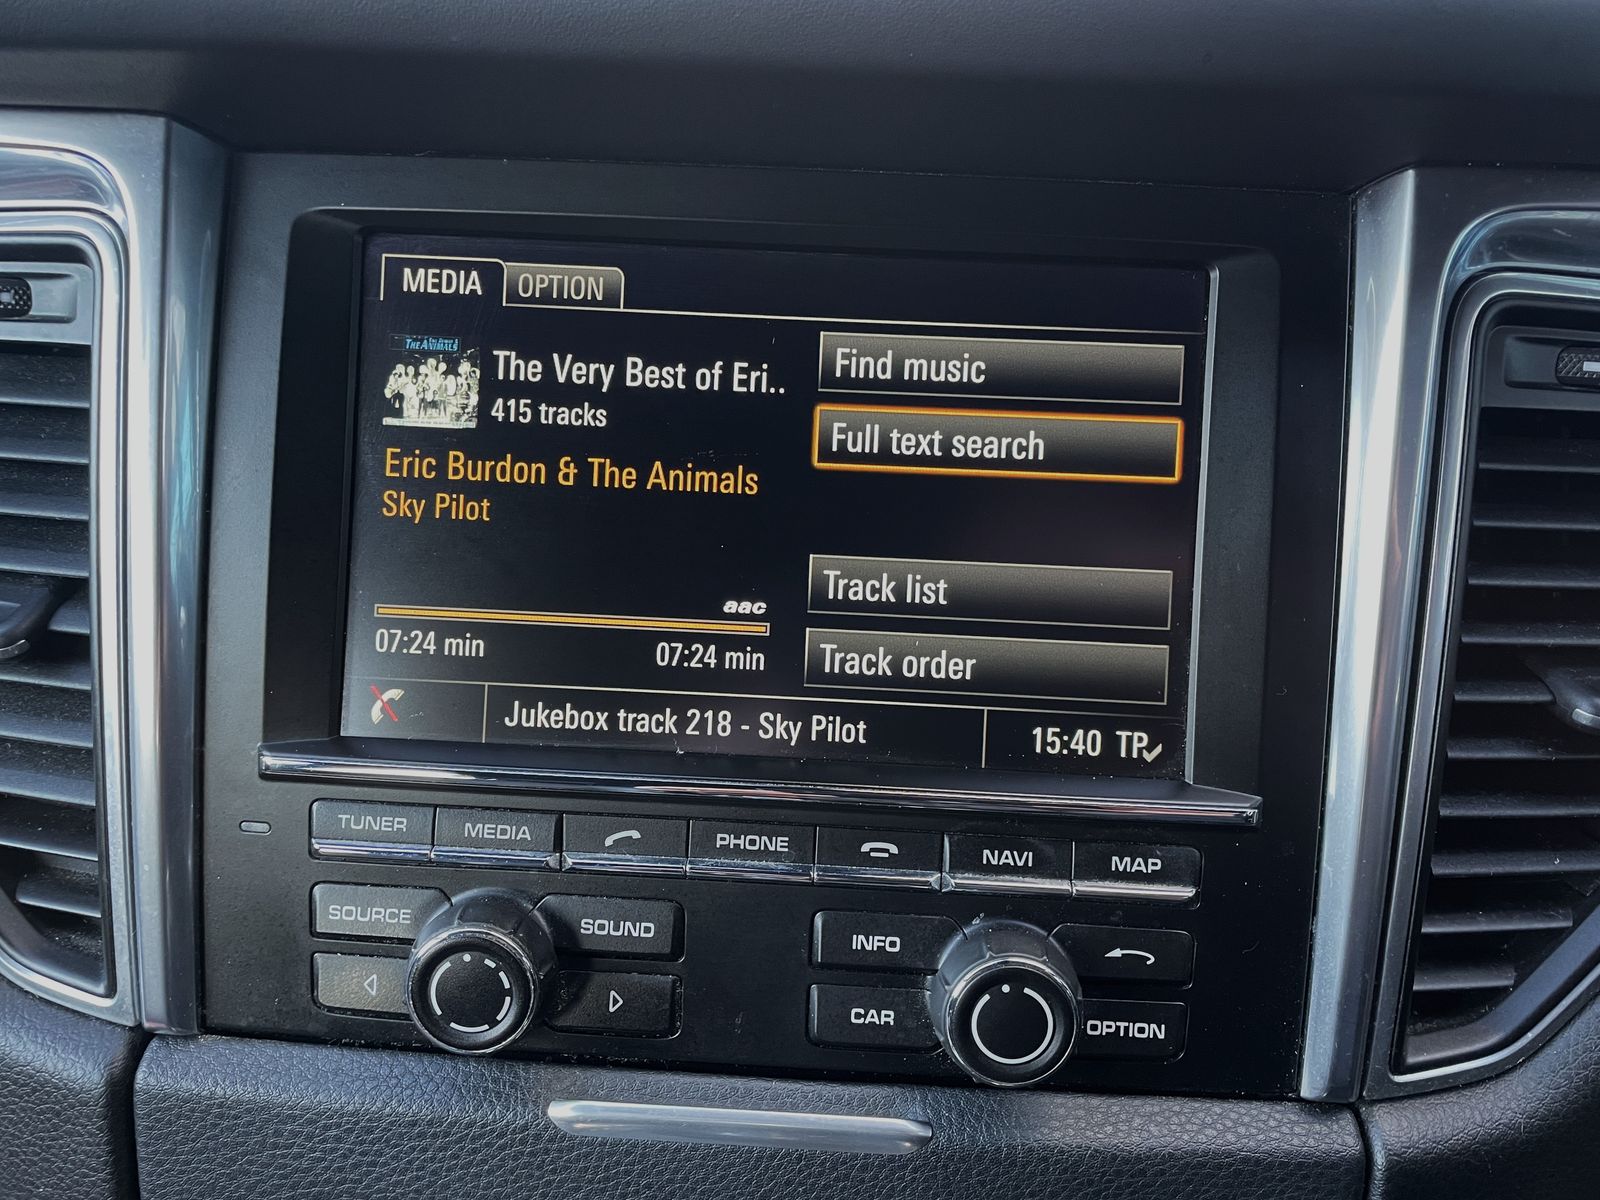 MEDIA OPTION
THE ANIMALS
The Very Best of Eri..
415 tracks
Eric Burdon & The Animals
Sky Pilot
aac
07:24 min 07:24 min
Find music
Full text search
Track list
Track order
Jukebox track 218 - Sky Pilot
15:40 TP
TUNER MEDIA PHONE NAVI MAP
SOURCE SOUND
INFO
CAR OPTION